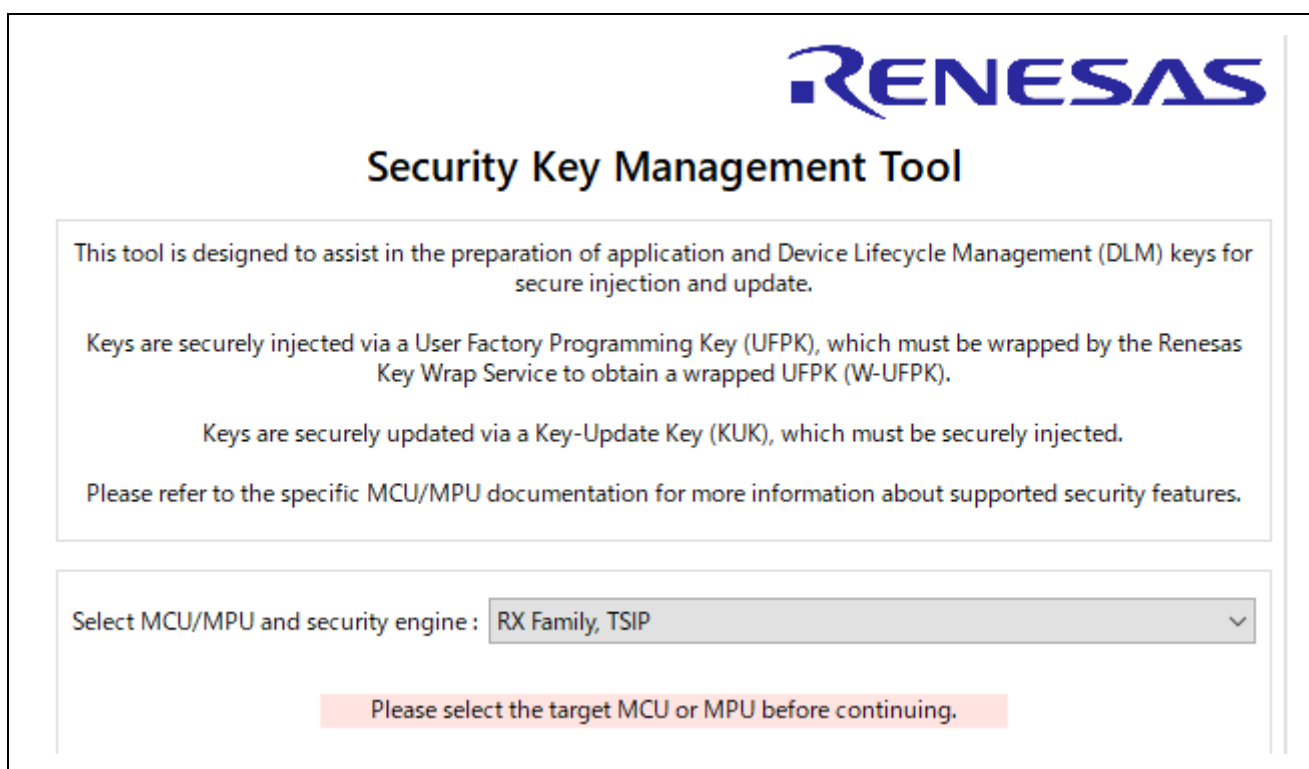 RENESAS
Security Key Management Tool
This tool is designed to assist in the preparation of application and Device Lifecycle Management (DLM) keys for
secure injection and update.
Keys are securely injected via a User Factory Programming Key (UFPK), which must be wrapped by the Renesas
Key Wrap Service to obtain a wrapped UFPK (W-UFPK).
Keys are securely updated via a Key-Update Key (KUK), which must be securely injected.
Please refer to the specific MCU/MPU documentation for more information about supported security features.
Select MCU/MPU and security engine : RX Family, TSIP
Please select the target MCU or MPU before continuing.